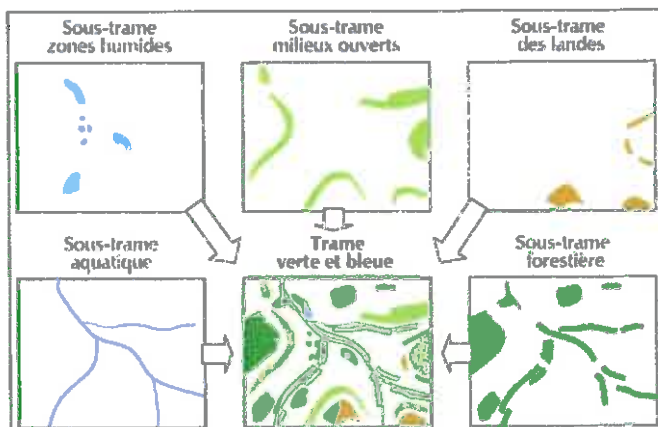 Sous-trame
zones humides
Sous-trame
milieux ouverts
Sous-trame
des landes
Sous-trame
aquatique
Trame
verte et bleue
Sous-trame
forestière